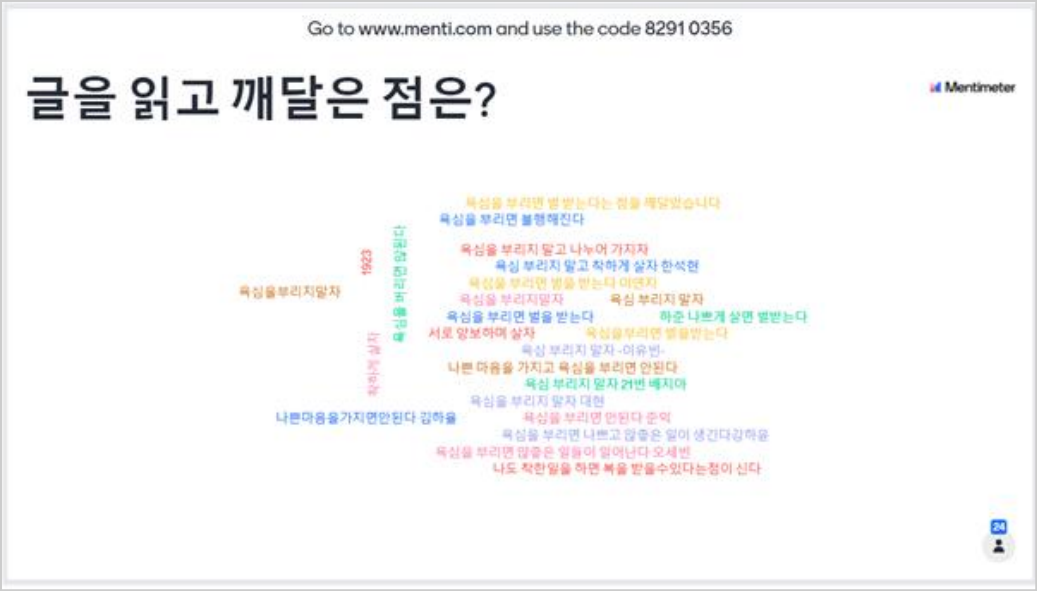 Go to www.menti.com and use the code 8291 0356
글을 읽고 깨달은 점은?
Mentimeter
욕심을 부리면 벌 받는다는 점을 깨달았습니다
욕심을 부리면 불행해진다
욕심을 부리지 말고 나누어 가지자
욕심 부리지 말고 착하게 살자 한석현
욕심을 부리면 벌을 받는다
욕심을 부리지말자
욕심 부리지 말자
욕심을 부리면 벌을 받는다
하준 나쁘게 살면 벌받는다
서로 양보하며 살자
욕심을부리면 벌을받는다
욕심 부리지 말자 -이유빈-
나쁜 마음을 가지고 욕심을 부리면 안된다
욕심 부리지 말자 21번 배지아
욕심을 부리지 말자 대현
욕심을 부리면 안된다 준익
욕심을 부리면 나쁘고 않좋은 일이 생긴다강하윤
욕심을 부리면 않좋은 일들이 일어난다 오세빈
나도 착한일을 하면 복을 받을수있다는점이 신다
욕심을부리지말자
1923
욕심을 버리면 안된다
착하게 살자
나쁜마음을가지면안된다 김하율
24